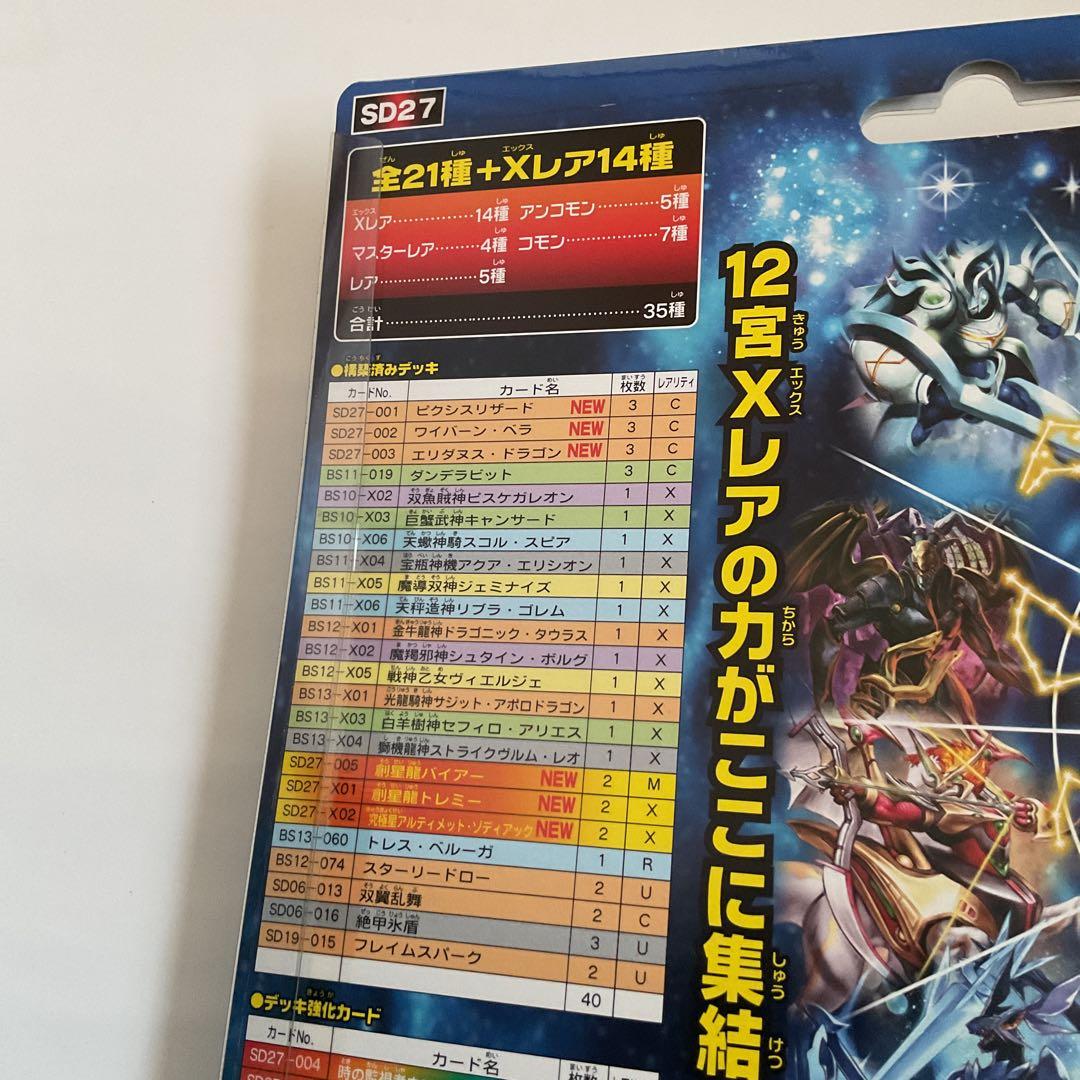 SD27
全21種+Xレア14種
Xレア……………14種 アンコモン…………5種
マスターレア………4種 コモン………………7種
レア…………………5種
合計……………………………………35種
●構築済みデッキ
カードNo. カード名 枚数 レアリティ
SD27-001 ピクシスリザード NEW 3 C
SD27-002 ワイバーン・ベラ NEW 3 C
SD27-003 エリダヌス・ドラゴン NEW 3 C
BS11-019 ダンデラビット 3 C
BS10-X02 双魚賊神ピスケガレオン 1 X
BS10-X03 巨蟹武神キャンサード 1 X
BS10-X06 天蠍神騎スコル・スピア 1 X
BS11-X04 宝瓶神機アクア・エリシオン 1 X
BS11-X05 魔導双神ジェミナイズ 1 X
BS11-X06 天秤造神リブラ・ゴレム 1 X
BS12-X01 金牛龍神ドラゴニック・タウラス 1 X
BS12-X02 魔羯邪神シュタイン・ボルグ 1 X
BS12-X05 戦神乙女ヴィエルジェ 1 X
BS13-X01 光龍騎神サジット・アポロドラゴン 1 X
BS13-X03 白羊樹神セフィロ・アリエス 1 X
BS13-X04 獅機龍神ストライクヴルム・レオ 1 X
SD27-005 創星龍バイアー NEW 2 M
SD27-X01 創星龍トレミー NEW 2 X
SD27-X02 究極星アルティメット・ゾディアック NEW 2 X
BS13-060 トレス・ベルーガ 1 R
BS12-074 スターリードロー 2 U
SD06-013 双翼乱舞 2 C
SD06-016 絶甲氷盾 3 U
SD19-015 フレイムスパーク 2 U
40
●デッキ強化カード
カードNo. カード名
SD27-004 時の監視者
12宮Xレアの力がここに集結